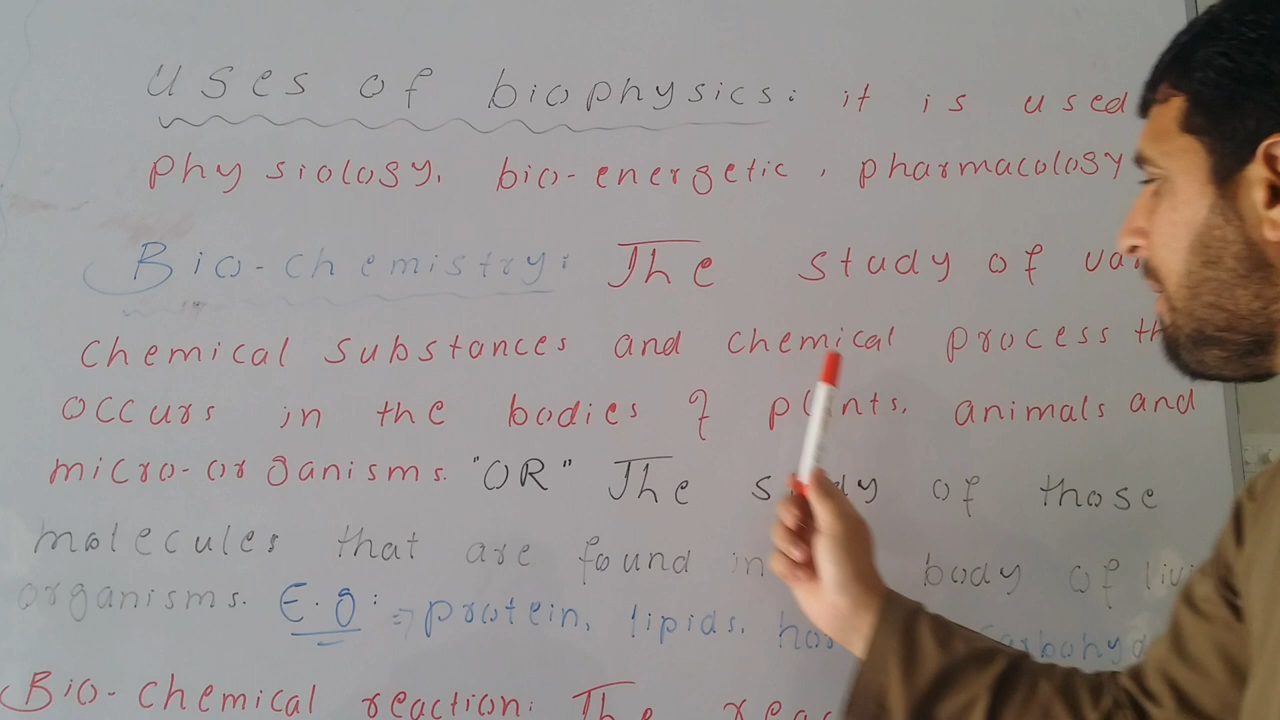 uses of biophysics: it is used
physiology, bio-energetic, pharmacology
Bio-chemistry: The study of
chemical substances and chemical process
occurs in the bodies of plants, animals and
micro-organisms. "OR" The study of those
molecules that are found in body of
organisms. E.g: => protein, lipids,
Bio-chemical reaction: The